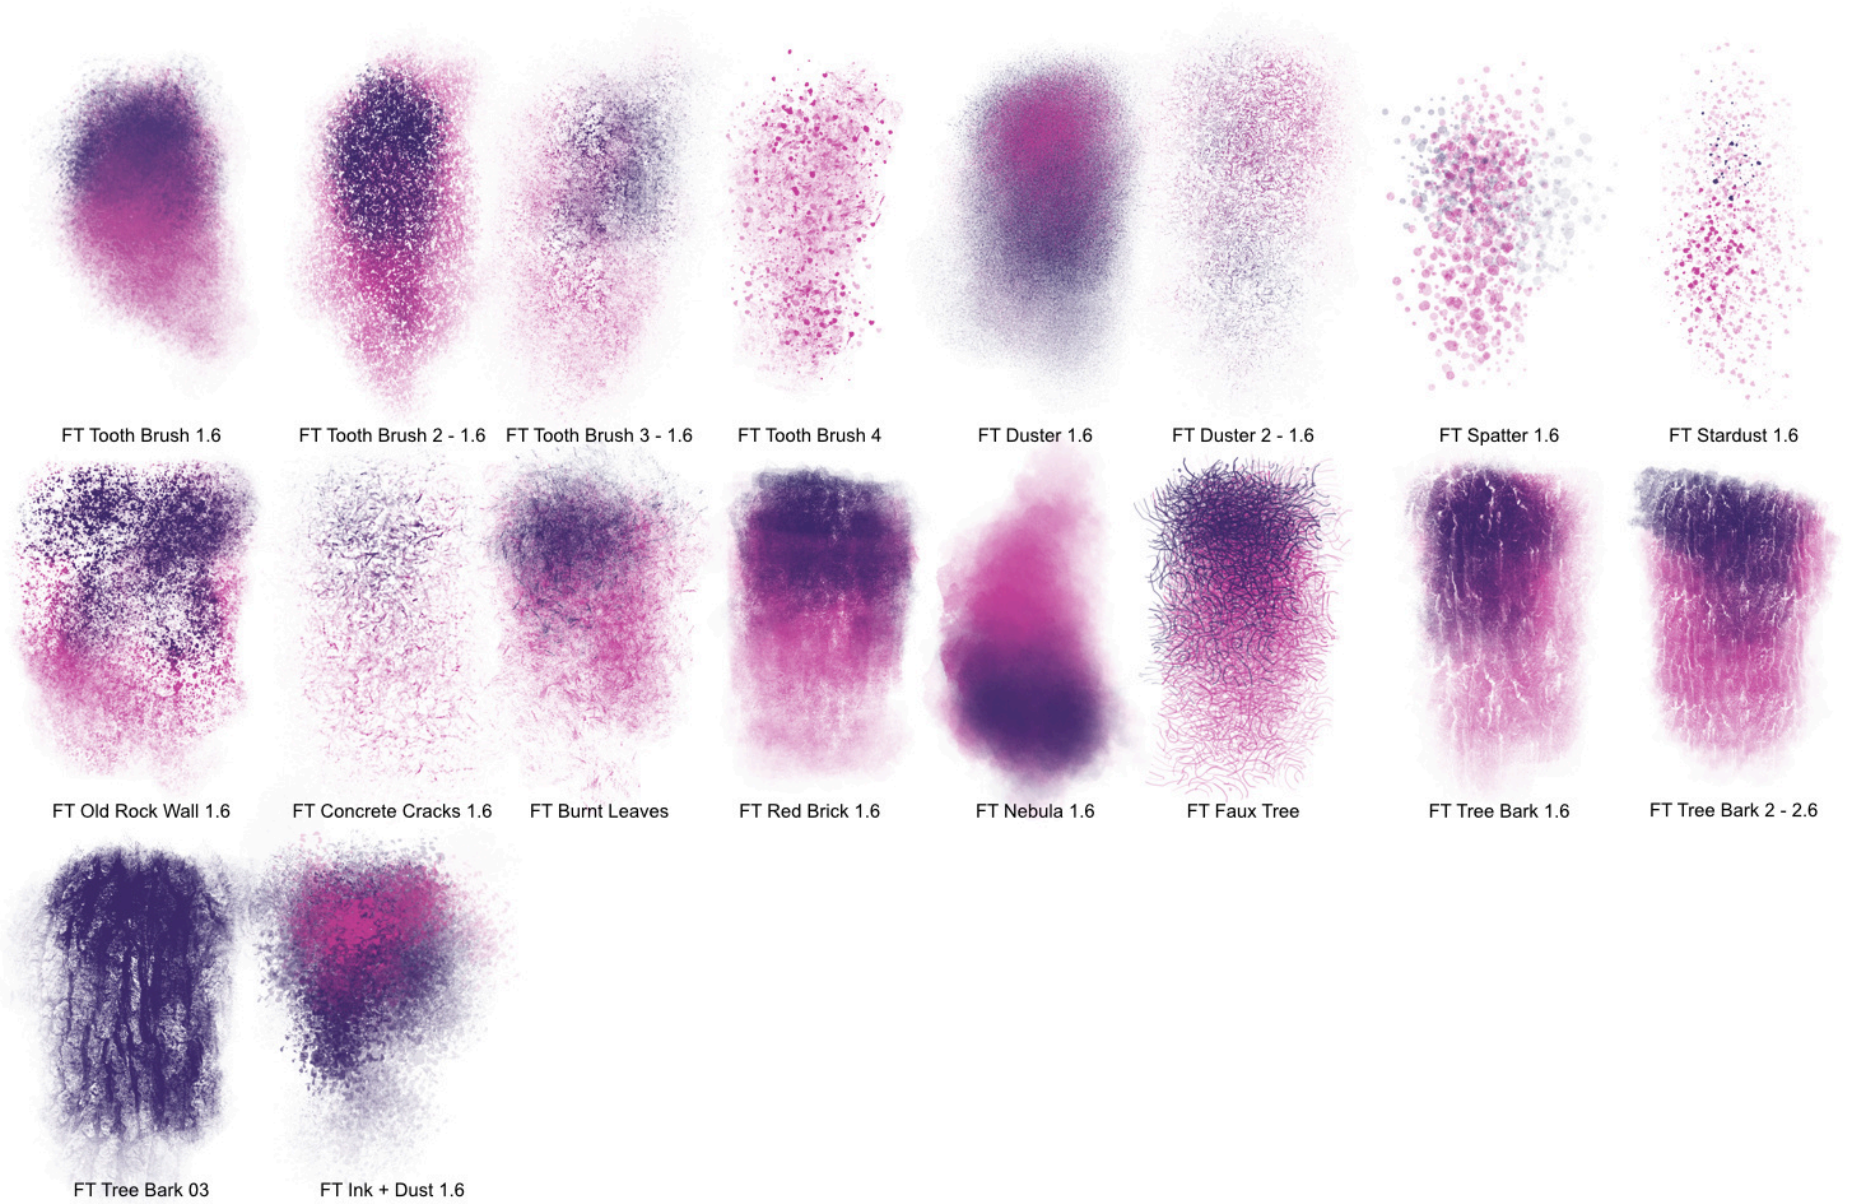 FT Tooth Brush 1.6
FT Tooth Brush 2 - 1.6
FT Tooth Brush 3 - 1.6
FT Tooth Brush 4
FT Duster 1.6
FT Duster 2 - 1.6
FT Spatter 1.6
FT Stardust 1.6
FT Old Rock Wall 1.6
FT Concrete Cracks 1.6
FT Burnt Leaves
FT Red Brick 1.6
FT Nebula 1.6
FT Faux Tree
FT Tree Bark 1.6
FT Tree Bark 2 - 2.6
FT Tree Bark 03
FT Ink + Dust 1.6